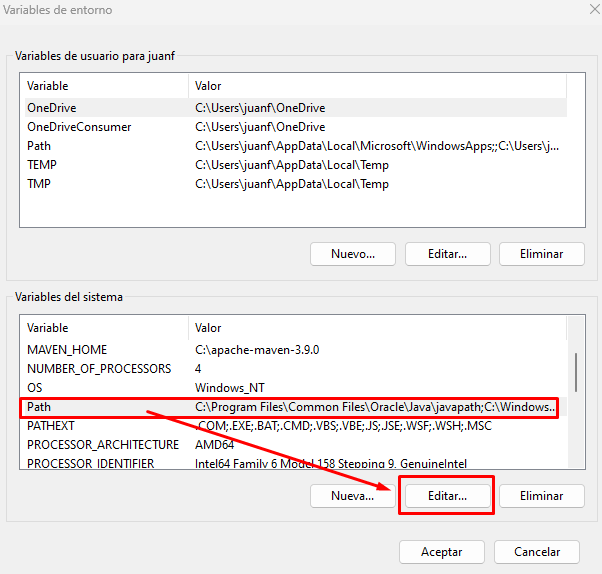 Variables de entorno
Variables de usuario para juanf
Variable Valor
OneDrive C:\Users\juanf\OneDrive
OneDriveConsumer C:\Users\juanf\OneDrive
Path C:\Users\juanf\AppData\Local\Microsoft\WindowsApps;;C:\Users\j...
TEMP C:\Users\juanf\AppData\Local\Temp
TMP C:\Users\juanf\AppData\Local\Temp
Nuevo... Editar... Eliminar
Variables del sistema
Variable Valor
MAVEN_HOME C:\apache-maven-3.9.0
NUMBER_OF_PROCESSORS 4
OS Windows_NT
Path C:\Program Files\Common Files\Oracle\Java\javapath;C:\Windows...
PATHEXT .COM;.EXE;.BAT;.CMD;.VBS;.VBE;.JS;.JSE;.WSF;.WSH;.MSC
PROCESSOR_ARCHITECTURE AMD64
PROCESSOR_IDENTIFIER Intel64 Family 6 Model 158 Stepping 9, GenuineIntel
Nueva... Editar... Eliminar
Aceptar Cancelar